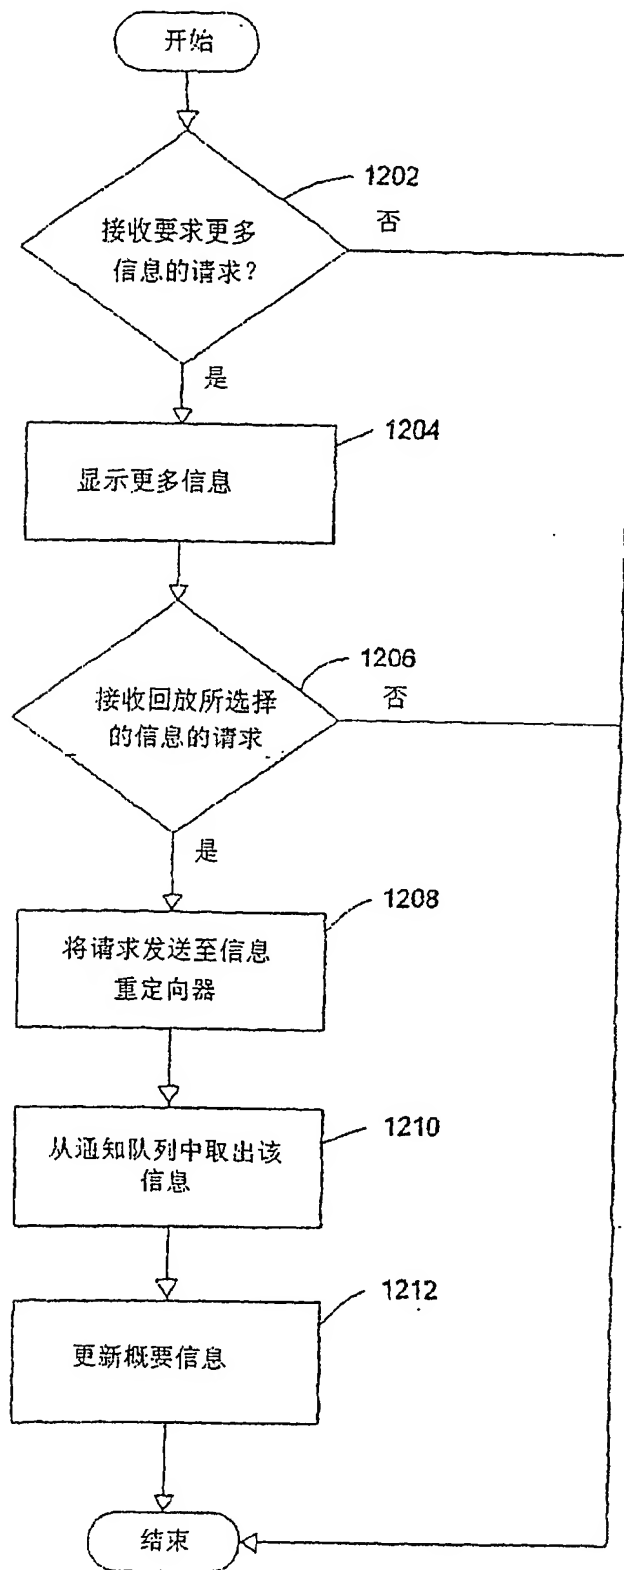 开始
1202
否
接收要求更多
信息的请求?
是
1204
显示更多信息
1206
否
接收回放所选择
的信息的请求
是
1208
将请求发送至信息
重定向器
1210
从通知队列中取出该
信息
1212
更新概要信息
结束